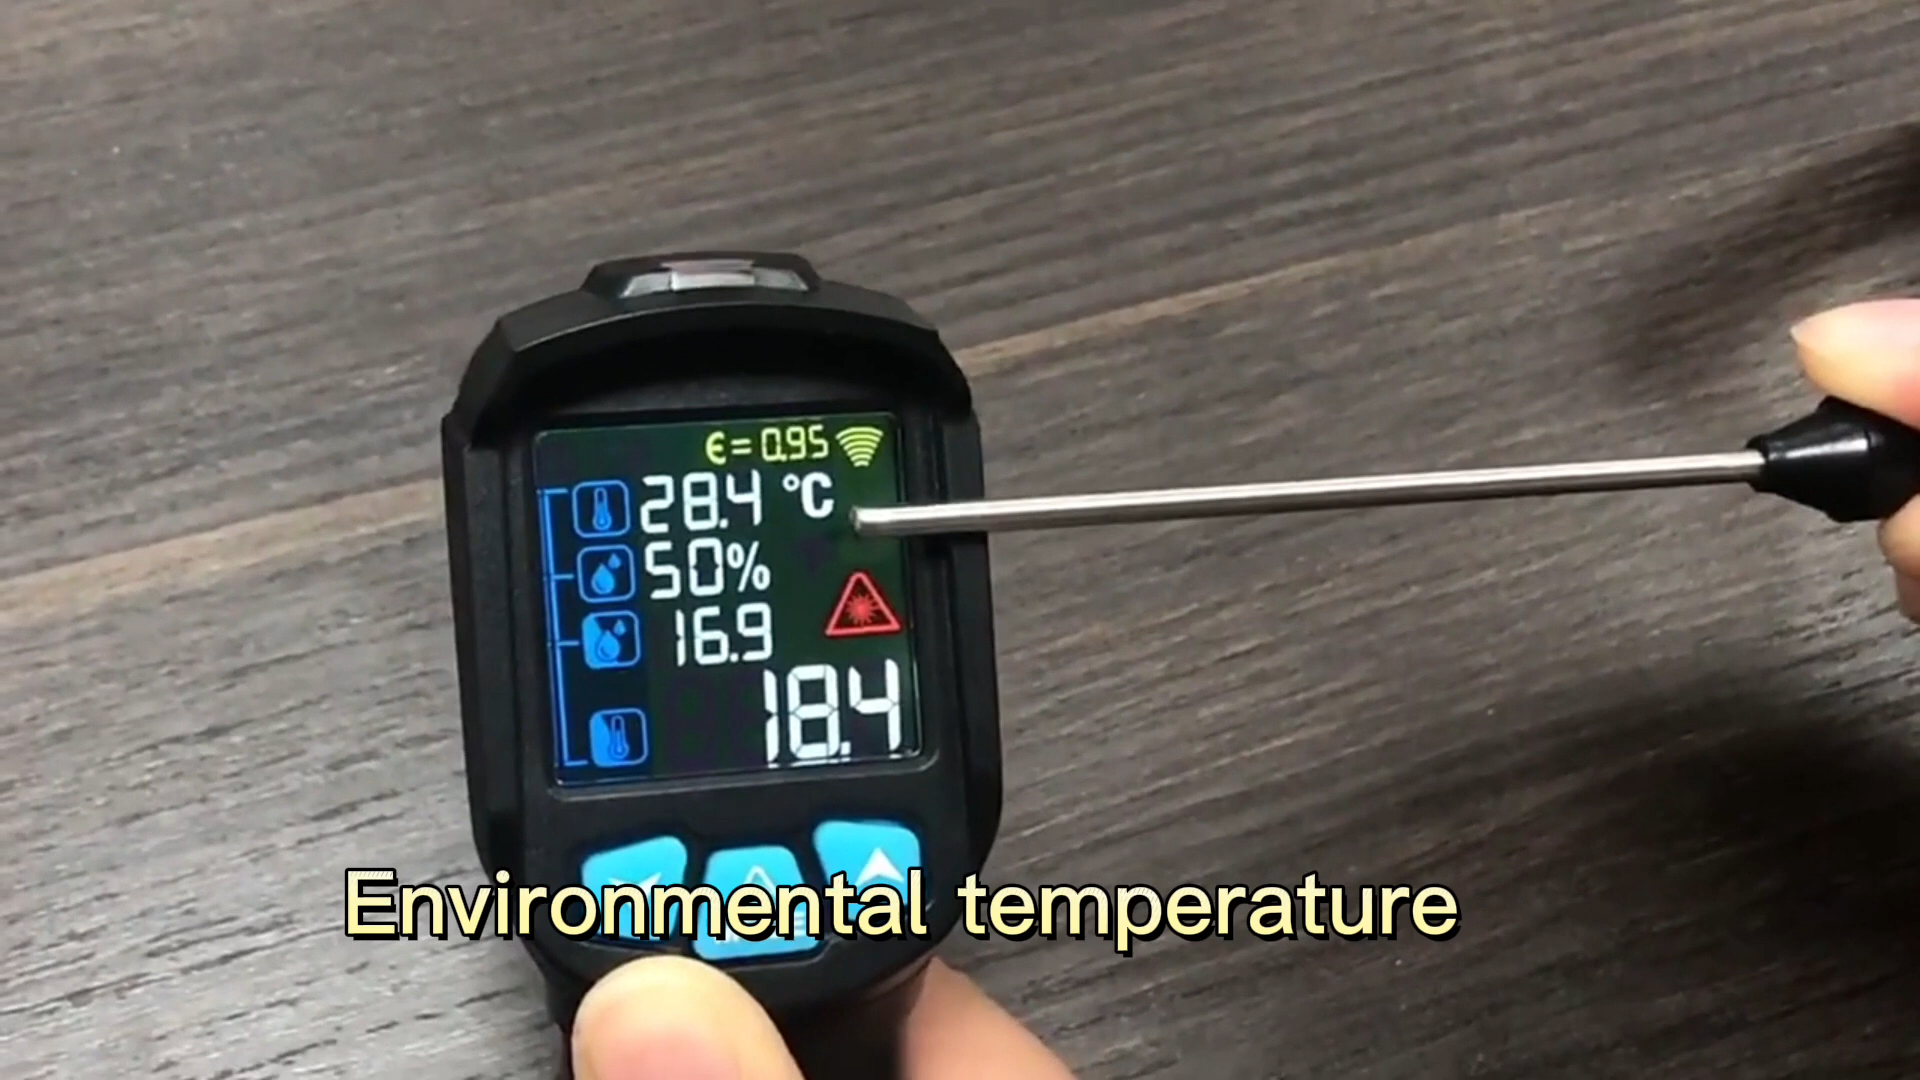 ϵ= 0.95
28.4 °C
50%
16.9
18.4
Environmental temperature